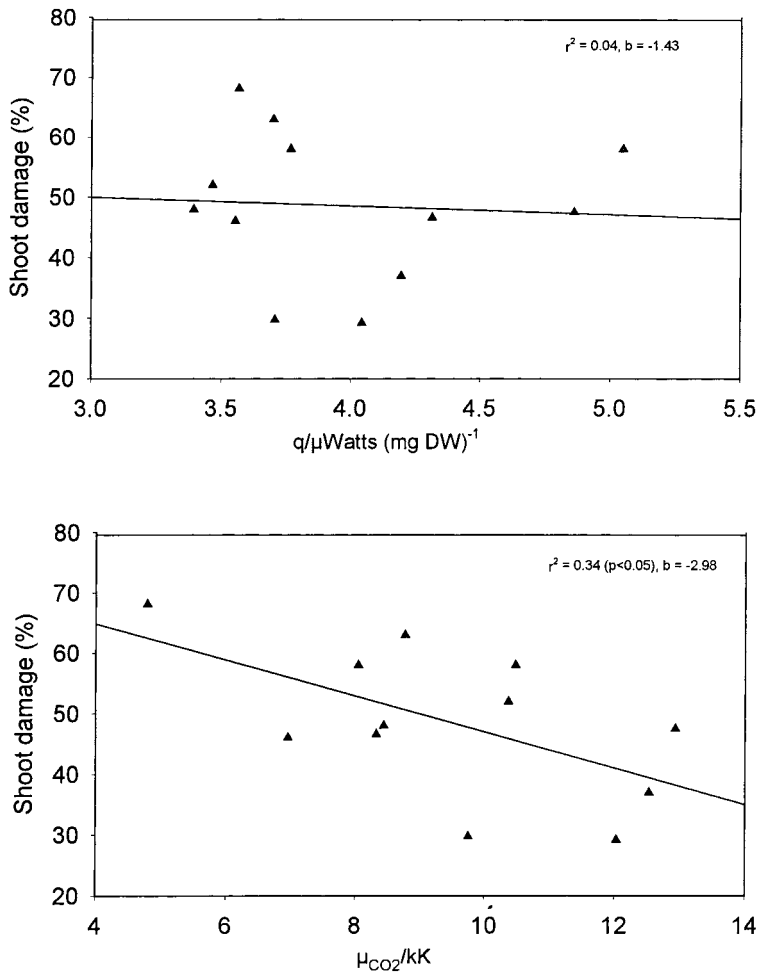 80
r² = 0.04, b = -1.43
70
60
50
40
30
20
Shoot damage (%)
3.0 3.5 4.0 4.5 5.0 5.5
q/µWatts (mg DW)⁻¹
80
r² = 0.34 (p<0.05), b = -2.98
70
60
50
40
30
20
Shoot damage (%)
4 6 8 10 12 14
µCO2/kK